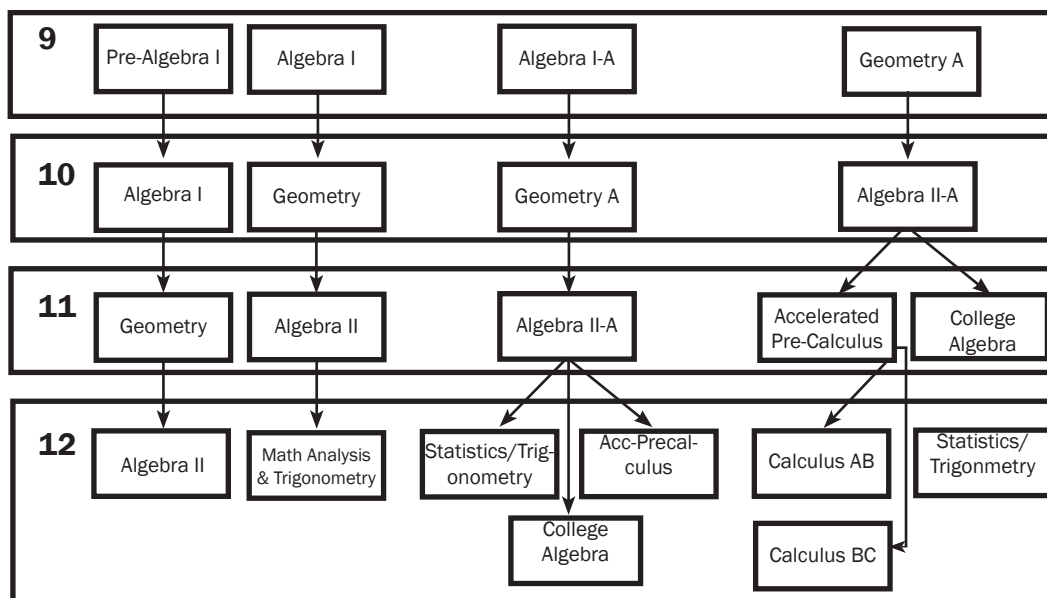 9
Pre-Algebra I
Algebra I
Algebra I-A
Geometry A
10
Algebra I
Geometry
Geometry A
Algebra II-A
11
Geometry
Algebra II
Algebra II-A
Accelerated
Pre-Calculus
College
Algebra
12
Algebra II
Math Analysis
& Trigonometry
Statistics/Trig-
onometry
Acc-Precal-
culus
Calculus AB
Statistics/
Trigonmetry
College
Algebra
Calculus BC